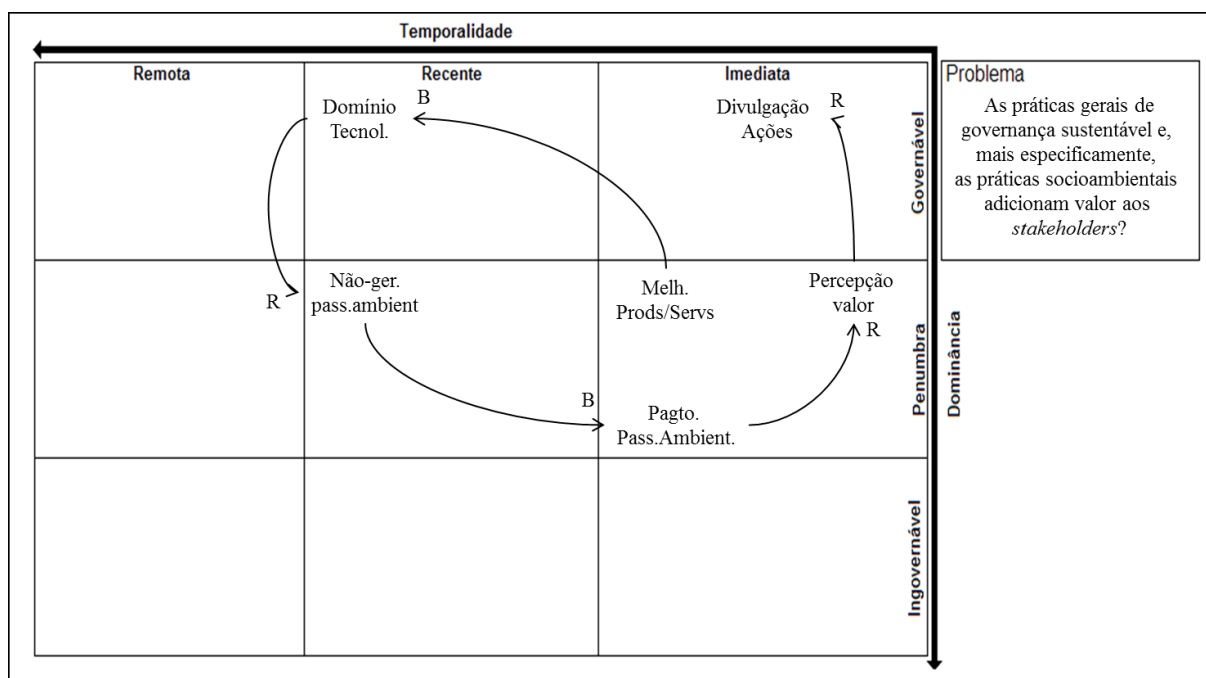 Temporalidade
Remota
Recente
Imediata
Problema
As práticas gerais de
governança sustentável e,
mais especificamente,
as práticas socioambientais
adicionam valor aos
stakeholders?
Domínio
Tecnol.
B
Divulgação
Ações
R
Governável
R
Não-ger.
pass.ambient
Melh.
Prods/Servs
Percepção
valor
R
B
Pagto.
Pass.Ambient.
Penumbra
Dominância
Ingovernável